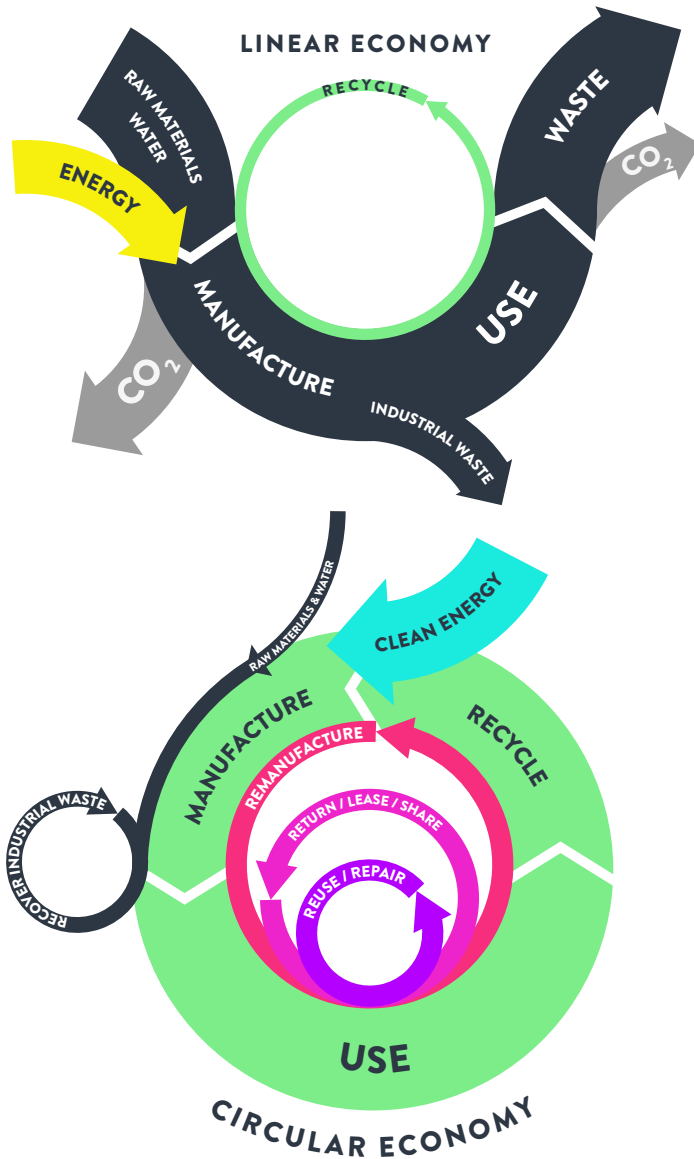 LINEAR ECONOMY
RAW MATERIALS
WATER
RECYCLE
WASTE
CO₂
ENERGY
MANUFACTURE
USE
CO₂
INDUSTRIAL WASTE
RAW MATERIALS & WATER
CLEAN ENERGY
MANUFACTURE
RECYCLE
REMANUFACTURE
RETURN / LEASE / SHARE
REUSE / REPAIR
RECOVER INDUSTRIAL WASTE
USE
CIRCULAR ECONOMY